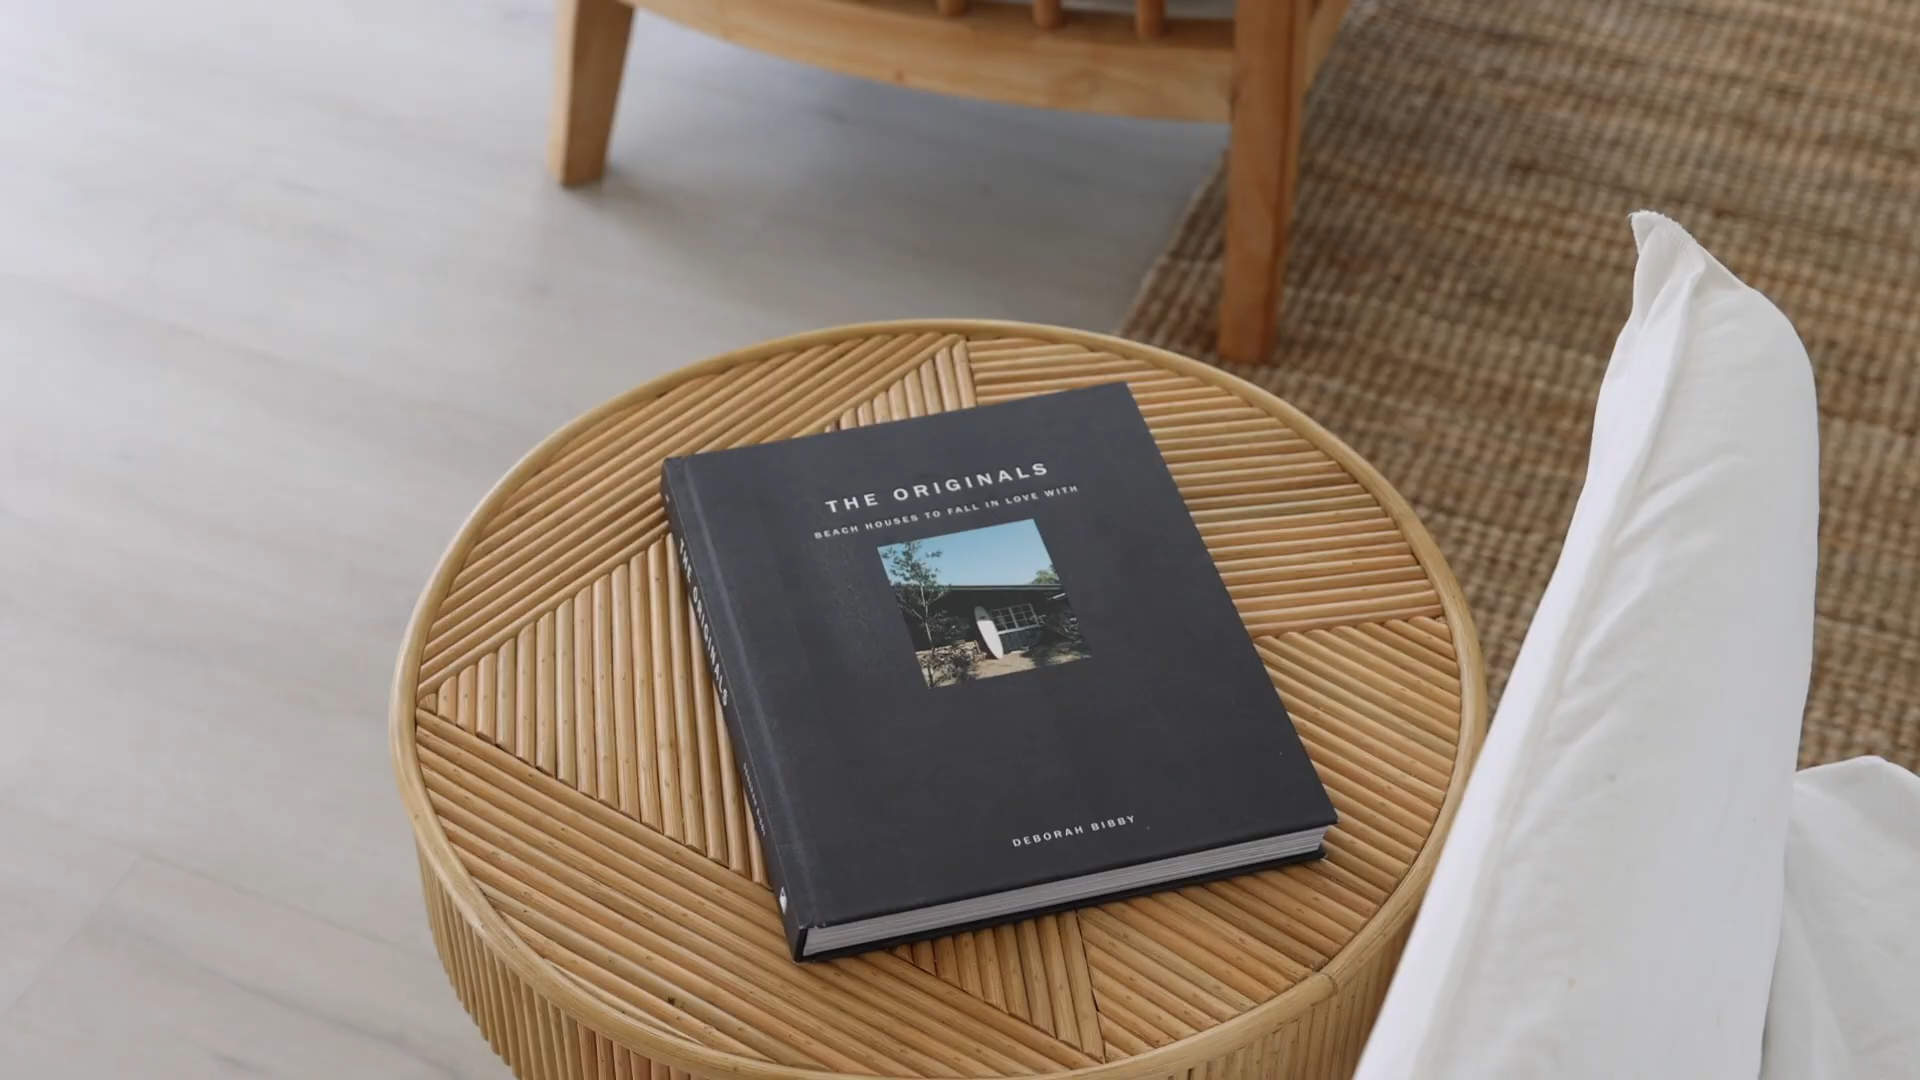 THE ORIGINALS
BEACH HOUSES TO FALL IN LOVE WITH
DEBORAH BIBBY
THE ORIGINALS